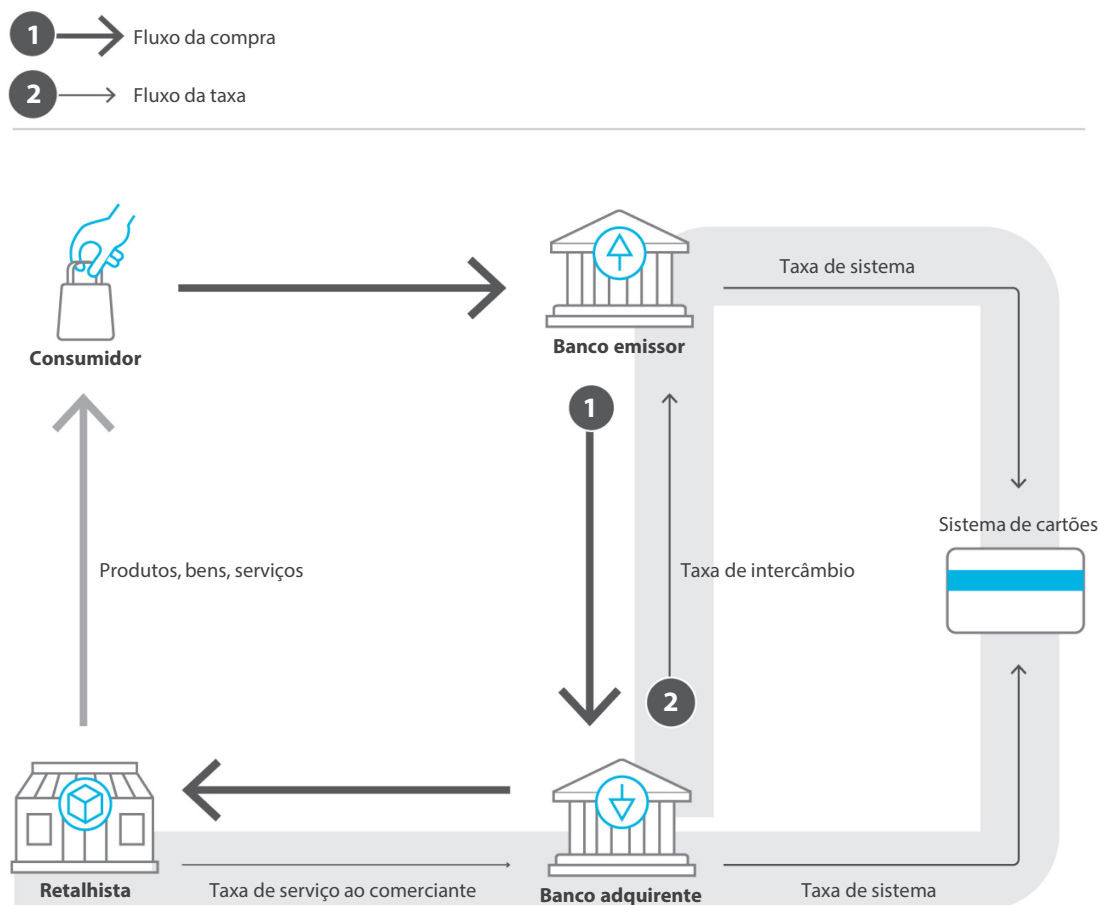 1 Fluxo da compra
2 Fluxo da taxa
Taxa de sistema
Consumidor
Banco emissor
1
Sistema de cartões
Produtos, bens, serviços
Taxa de intercâmbio
2
Retalhista
Taxa de serviço ao comerciante
Banco adquirente
Taxa de sistema